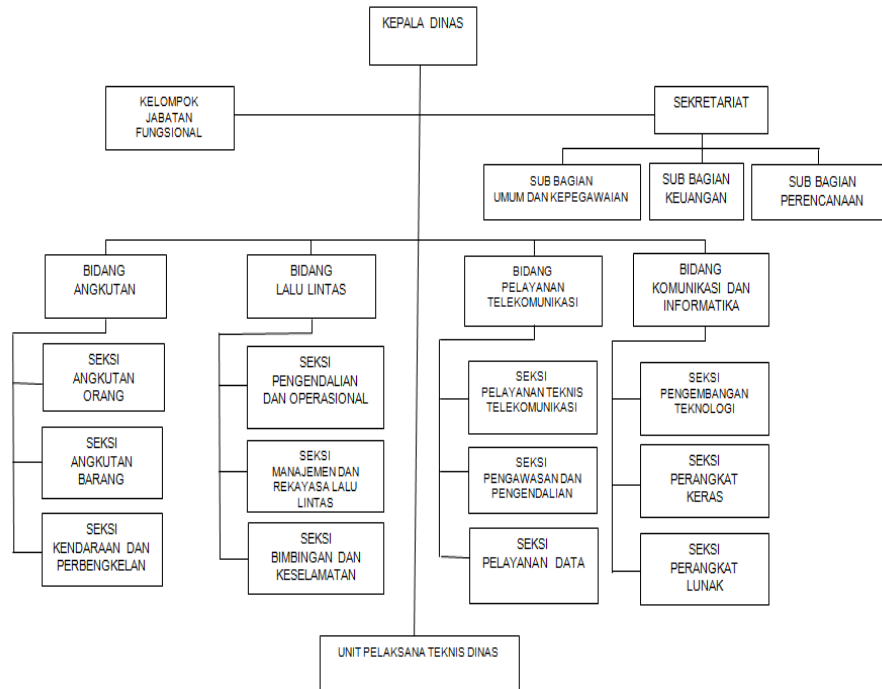 KEPALA DINAS
KELOMPOK
JABATAN
FUNGSIONAL
SEKRETARIAT
SUB BAGIAN
UMUM DAN KEPEGAWAIAN
SUB BAGIAN
KEUANGAN
SUB BAGIAN
PERENCANAAN
BIDANG
ANGKUTAN
BIDANG
LALU LINTAS
BIDANG
PELAYANAN
TELEKOMUNIKASI
BIDANG
KOMUNIKASI DAN
INFORMATIKA
SEKSI
ANGKUTAN
ORANG
SEKSI
ANGKUTAN
BARANG
SEKSI
KENDARAAN DAN
PERBENGKELAN
SEKSI
PENGENDALIAN
DAN OPERASIONAL
SEKSI
MANAJEMEN DAN
REKAYASA LALU
LINTAS
SEKSI
BIMBINGAN DAN
KESELAMATAN
SEKSI
PELAYANAN TEKNIS
TELEKOMUNIKASI
SEKSI
PENGAWASAN DAN
PENGENDALIAN
SEKSI
PELAYANAN DATA
SEKSI
PENGEMBANGAN
TEKNOLOGI
SEKSI
PERANGKAT
KERAS
SEKSI
PERANGKAT
LUNAK
UNIT PELAKSANA TEKNIS DINAS